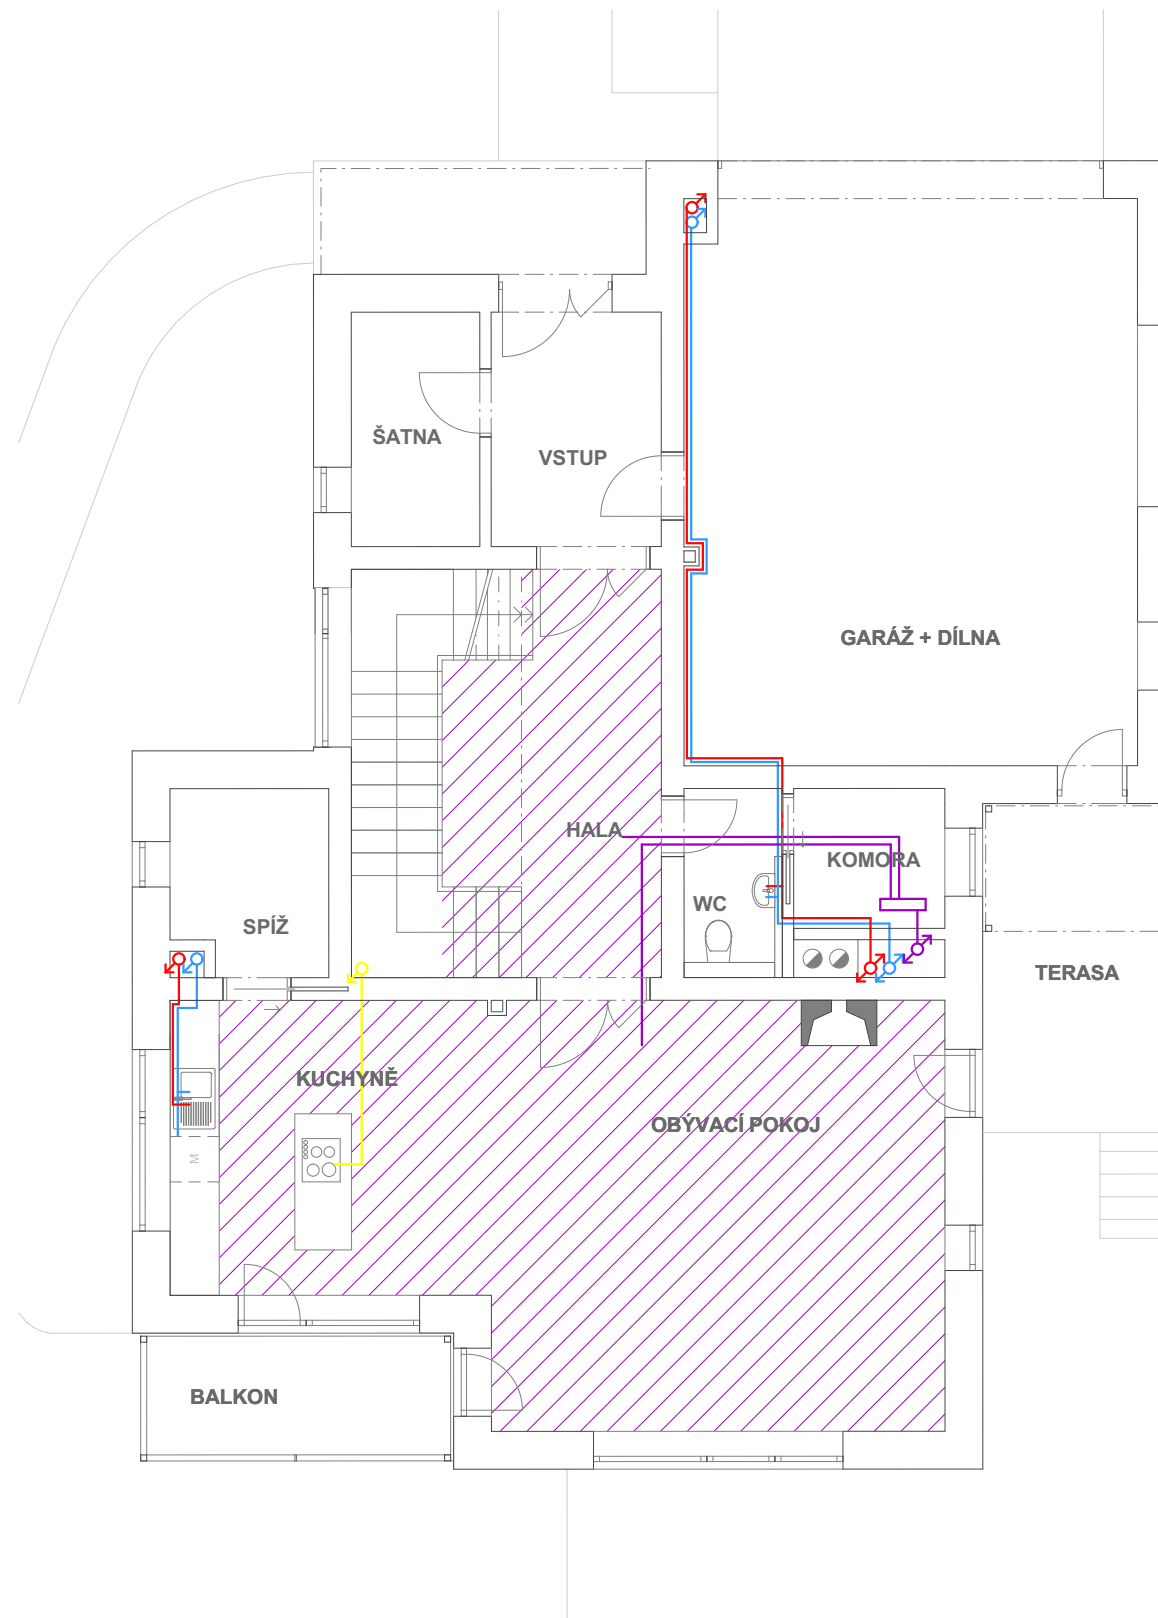 ŠATNA
VSTUP
GARÁŽ + DÍLNA
HALA
KOMORA
WC
SPÍŽ
TERASA
KUCHYNĚ
OBÝVACÍ POKOJ
M
BALKON